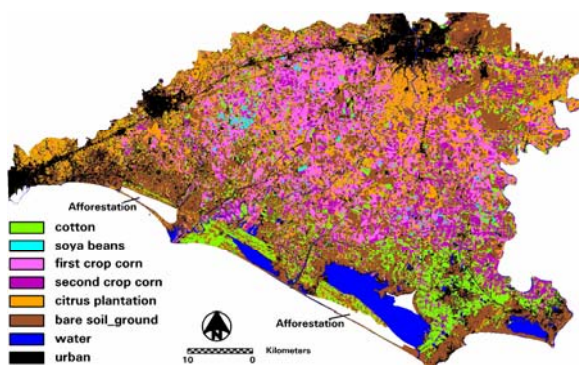 Afforestation
cotton
soya beans
first crop corn
second crop corn
citrus plantation
bare soil_ground
water
urban
Afforestation
10 0 Kilometers